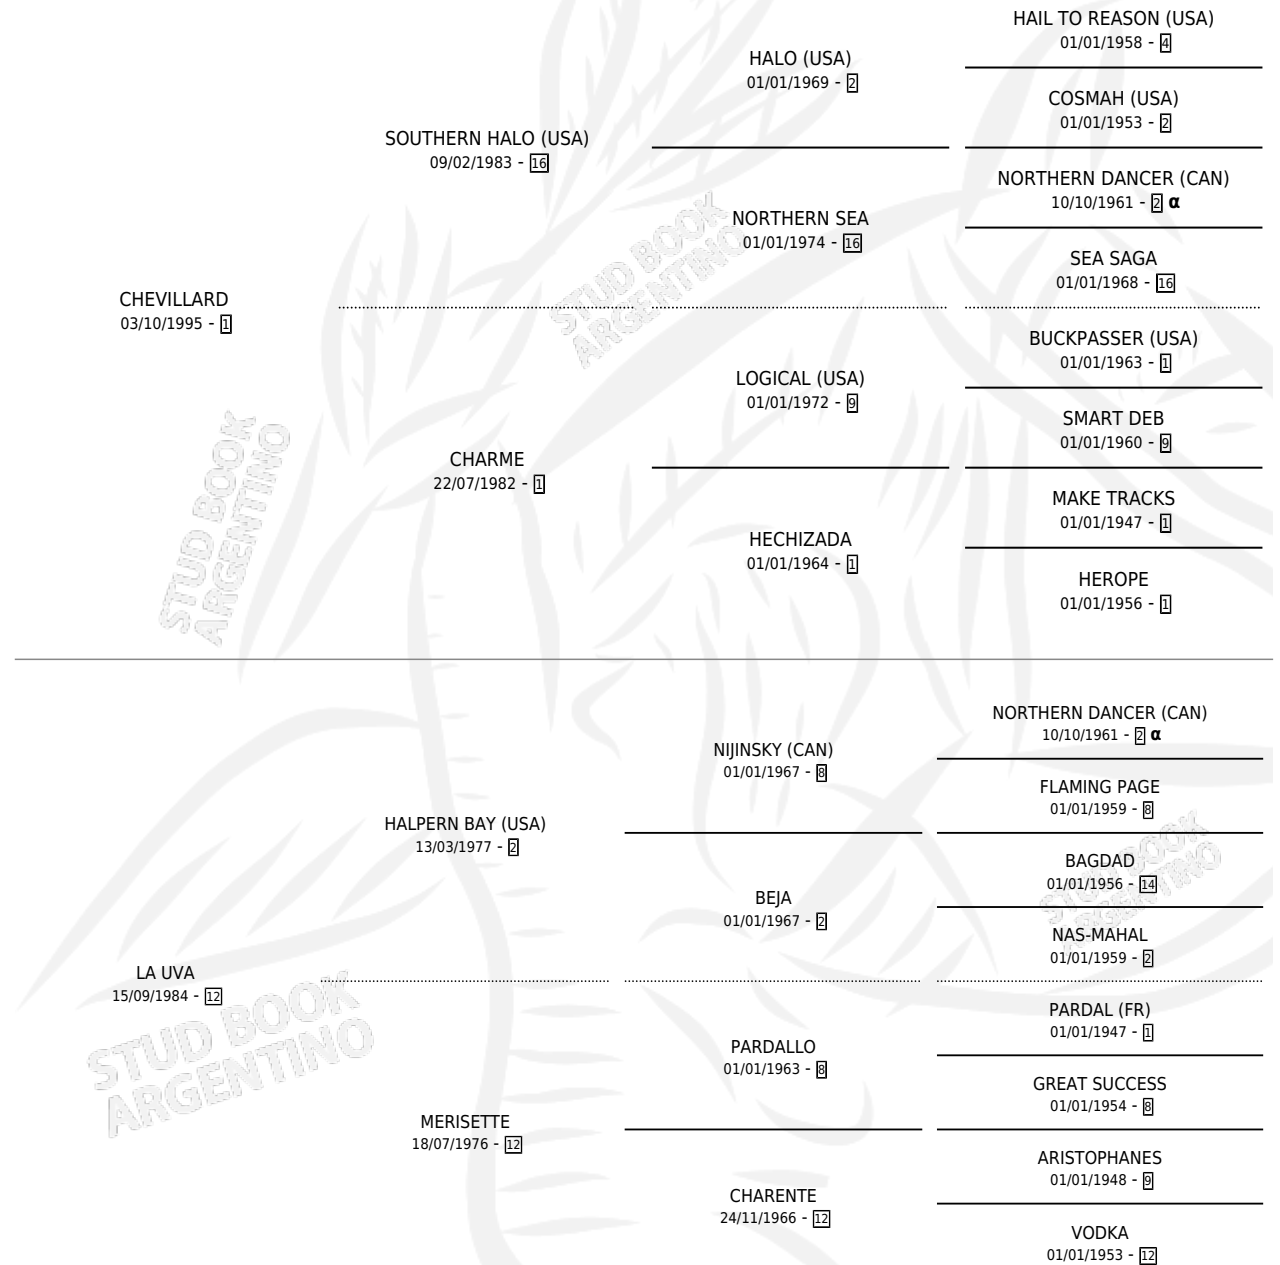 HAIL TO REASON (USA)
01/01/1958 - 4
HALO (USA)
01/01/1969 - 2
COSMAH (USA)
01/01/1953 - 2
SOUTHERN HALO (USA)
09/02/1983 - 16
NORTHERN DANCER (CAN)
10/10/1961 - 2 α
NORTHERN SEA
01/01/1974 - 16
SEA SAGA
01/01/1968 - 16
STUD BOOK
ARGENTINO
CHEVILLARD
03/10/1995 - 1
BUCKPASSER (USA)
01/01/1963 - 1
LOGICAL (USA)
01/01/1972 - 9
SMART DEB
01/01/1960 - 9
CHARME
22/07/1982 - 1
MAKE TRACKS
01/01/1947 - 1
HECHIZADA
01/01/1964 - 1
HEROPE
01/01/1956 - 1
STUD BOOK
ARGENTINO
NORTHERN DANCER (CAN)
10/10/1961 - 2 α
NIJINSKY (CAN)
01/01/1967 - 8
FLAMING PAGE
01/01/1959 - 8
HALPERN BAY (USA)
13/03/1977 - 2
BAGDAD
01/01/1956 - 14
BEJA
01/01/1967 - 2
NAS-MAHAL
01/01/1959 - 2
STUD BOOK
ARGENTINO
LA UVA
15/09/1984 - 12
PARDAL (FR)
01/01/1947 - 1
PARDALLO
01/01/1963 - 8
GREAT SUCCESS
01/01/1954 - 8
MERISETTE
18/07/1976 - 12
ARISTOPHANES
01/01/1948 - 9
CHARENTE
24/11/1966 - 12
VODKA
01/01/1953 - 12
STUD BOOK
ARGENTINO